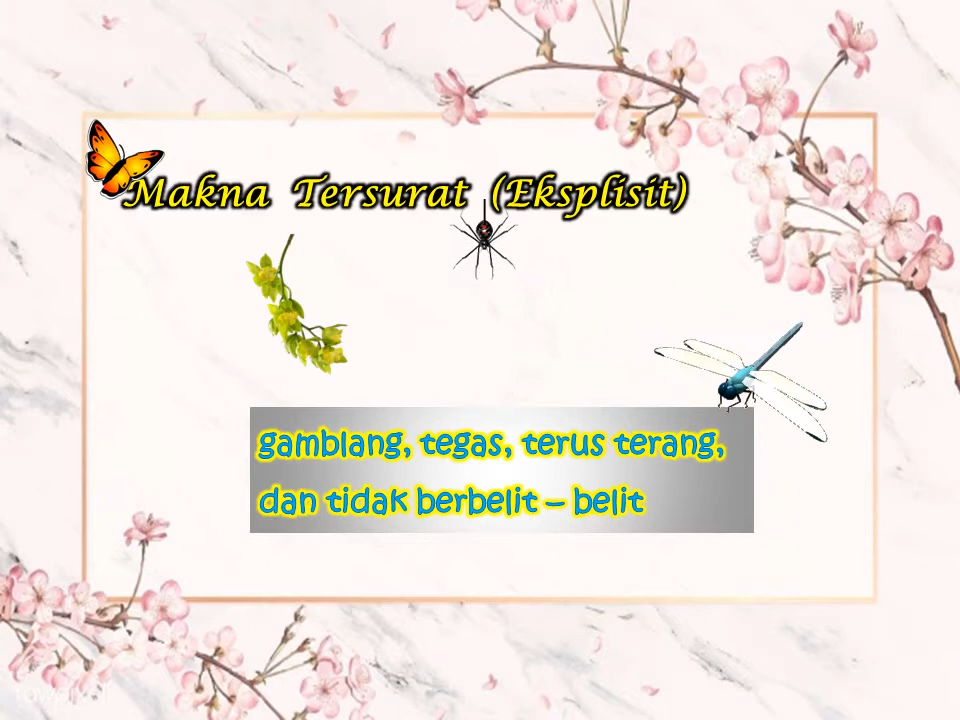 Makna Tersurat (Eksplisit)
gamblang, tegas, terus terang,
dan tidak berbelit – belit